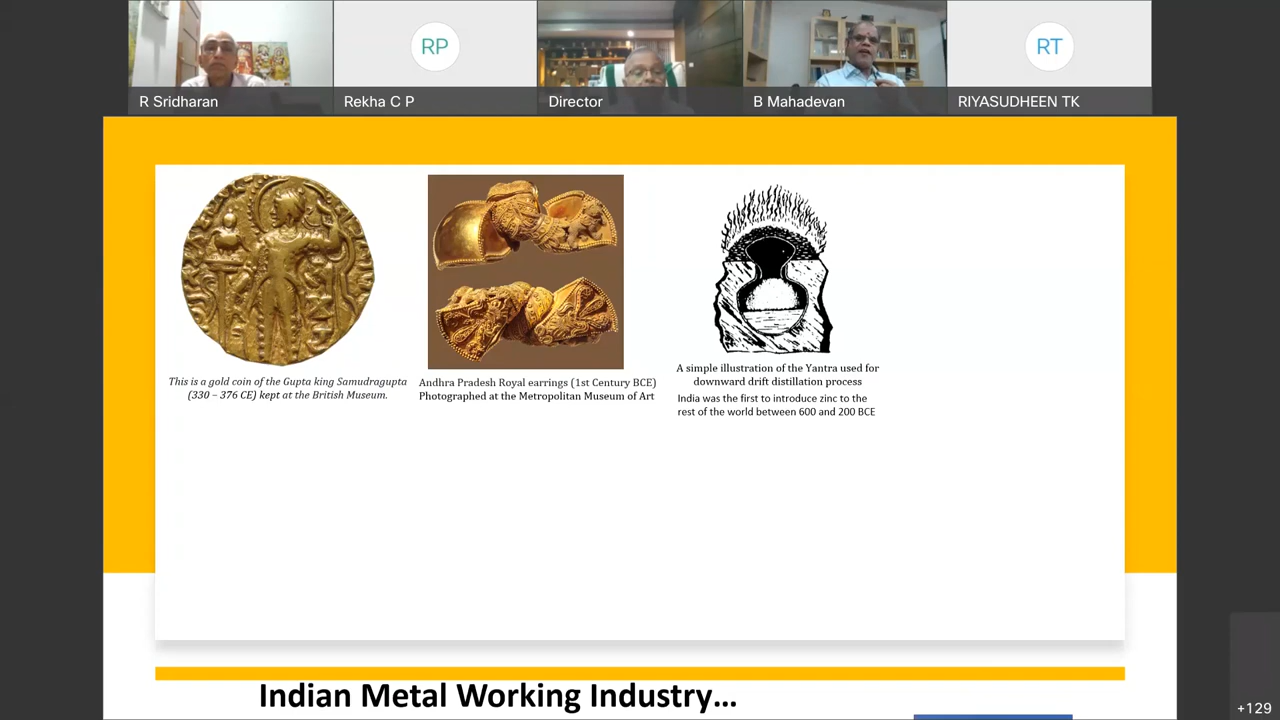 RP
RT
R Sridharan
Rekha C P
Director
B Mahadevan
RIYASUDHEEN TK
This is a gold coin of the Gupta king Samudragupta
(330 – 376 CE) kept at the British Museum.
Andhra Pradesh Royal earrings (1st Century BCE)
Photographed at the Metropolitan Museum of Art
A simple illustration of the Yantra used for
downward drift distillation process
India was the first to introduce zinc to the
rest of the world between 600 and 200 BCE
Indian Metal Working Industry...
+129